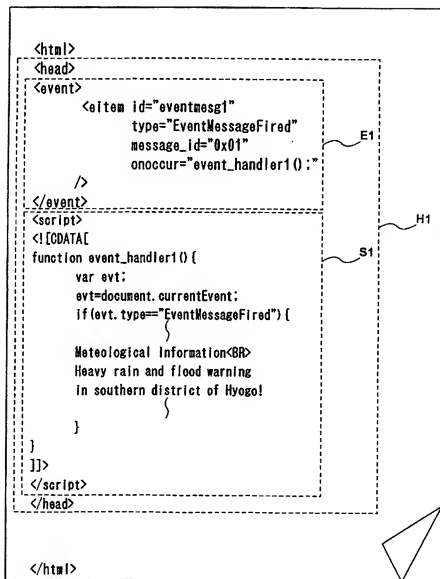 <html>
<head>
<event>
<eitem id="eventmesg1"
type="EventMessageFired"
message_id="0x01"
onoccur="event_handler1();"
/>
</event>
<script>
<![CDATA[
function event_handler1(){
var evt;
evt=document.currentEvent;
if(evt.type=="EventMessageFired"){
Meteological Information<BR>
Heavy rain and flood warning
in southern district of Hyogo!
}
}
]]>
</script>
</head>
</html>
E1
H1
S1